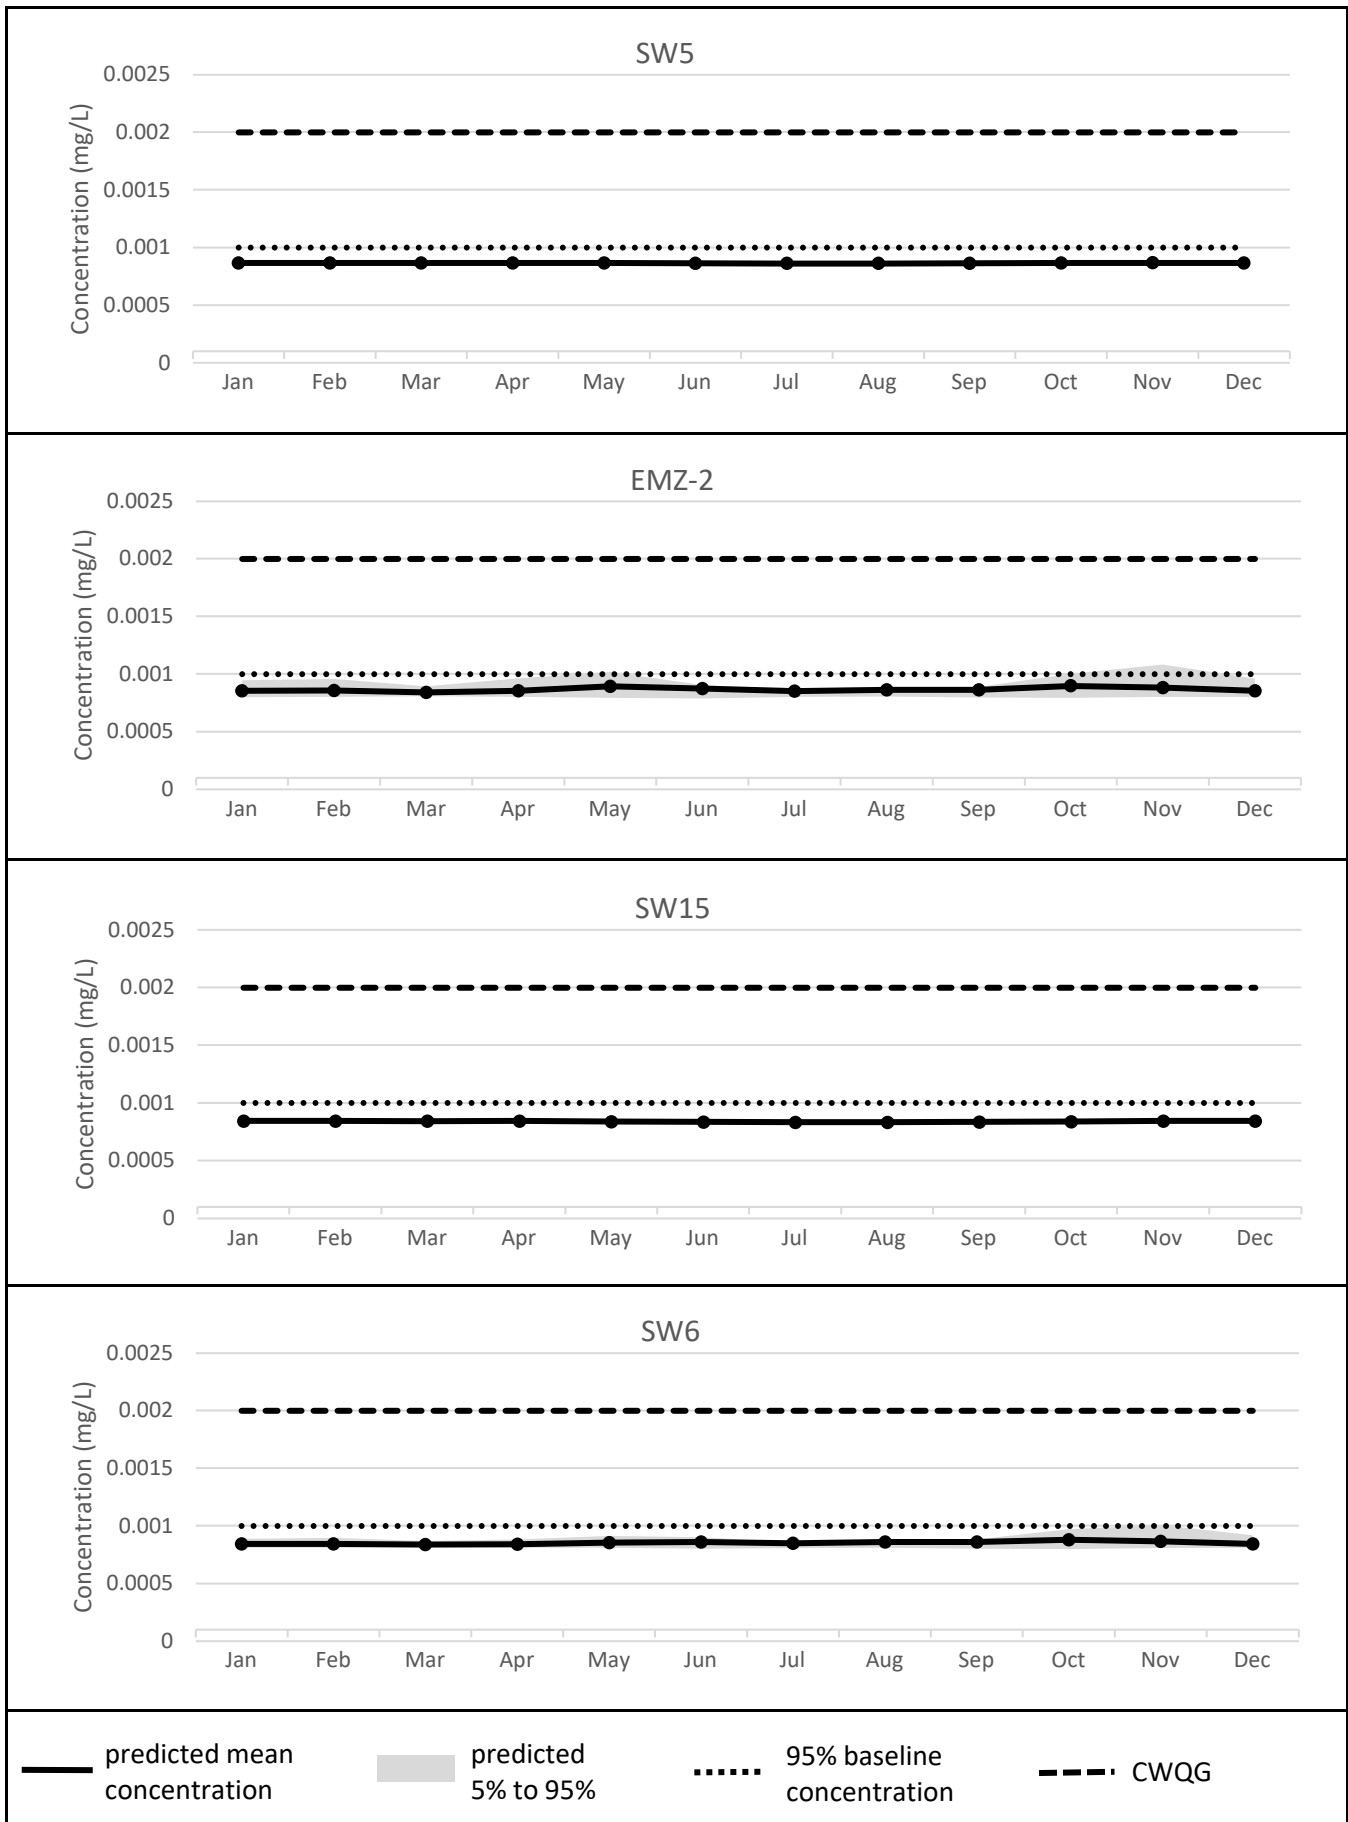 SW5
Concentration (mg/L)
0.0025
0.002
0.0015
0.001
0.0005
0
Jan Feb Mar Apr May Jun Jul Aug Sep Oct Nov Dec
EMZ-2
Concentration (mg/L)
0.0025
0.002
0.0015
0.001
0.0005
0
Jan Feb Mar Apr May Jun Jul Aug Sep Oct Nov Dec
SW15
Concentration (mg/L)
0.0025
0.002
0.0015
0.001
0.0005
0
Jan Feb Mar Apr May Jun Jul Aug Sep Oct Nov Dec
SW6
Concentration (mg/L)
0.0025
0.002
0.0015
0.001
0.0005
0
Jan Feb Mar Apr May Jun Jul Aug Sep Oct Nov Dec
predicted mean
concentration
predicted
5% to 95%
95% baseline
concentration
CWQG